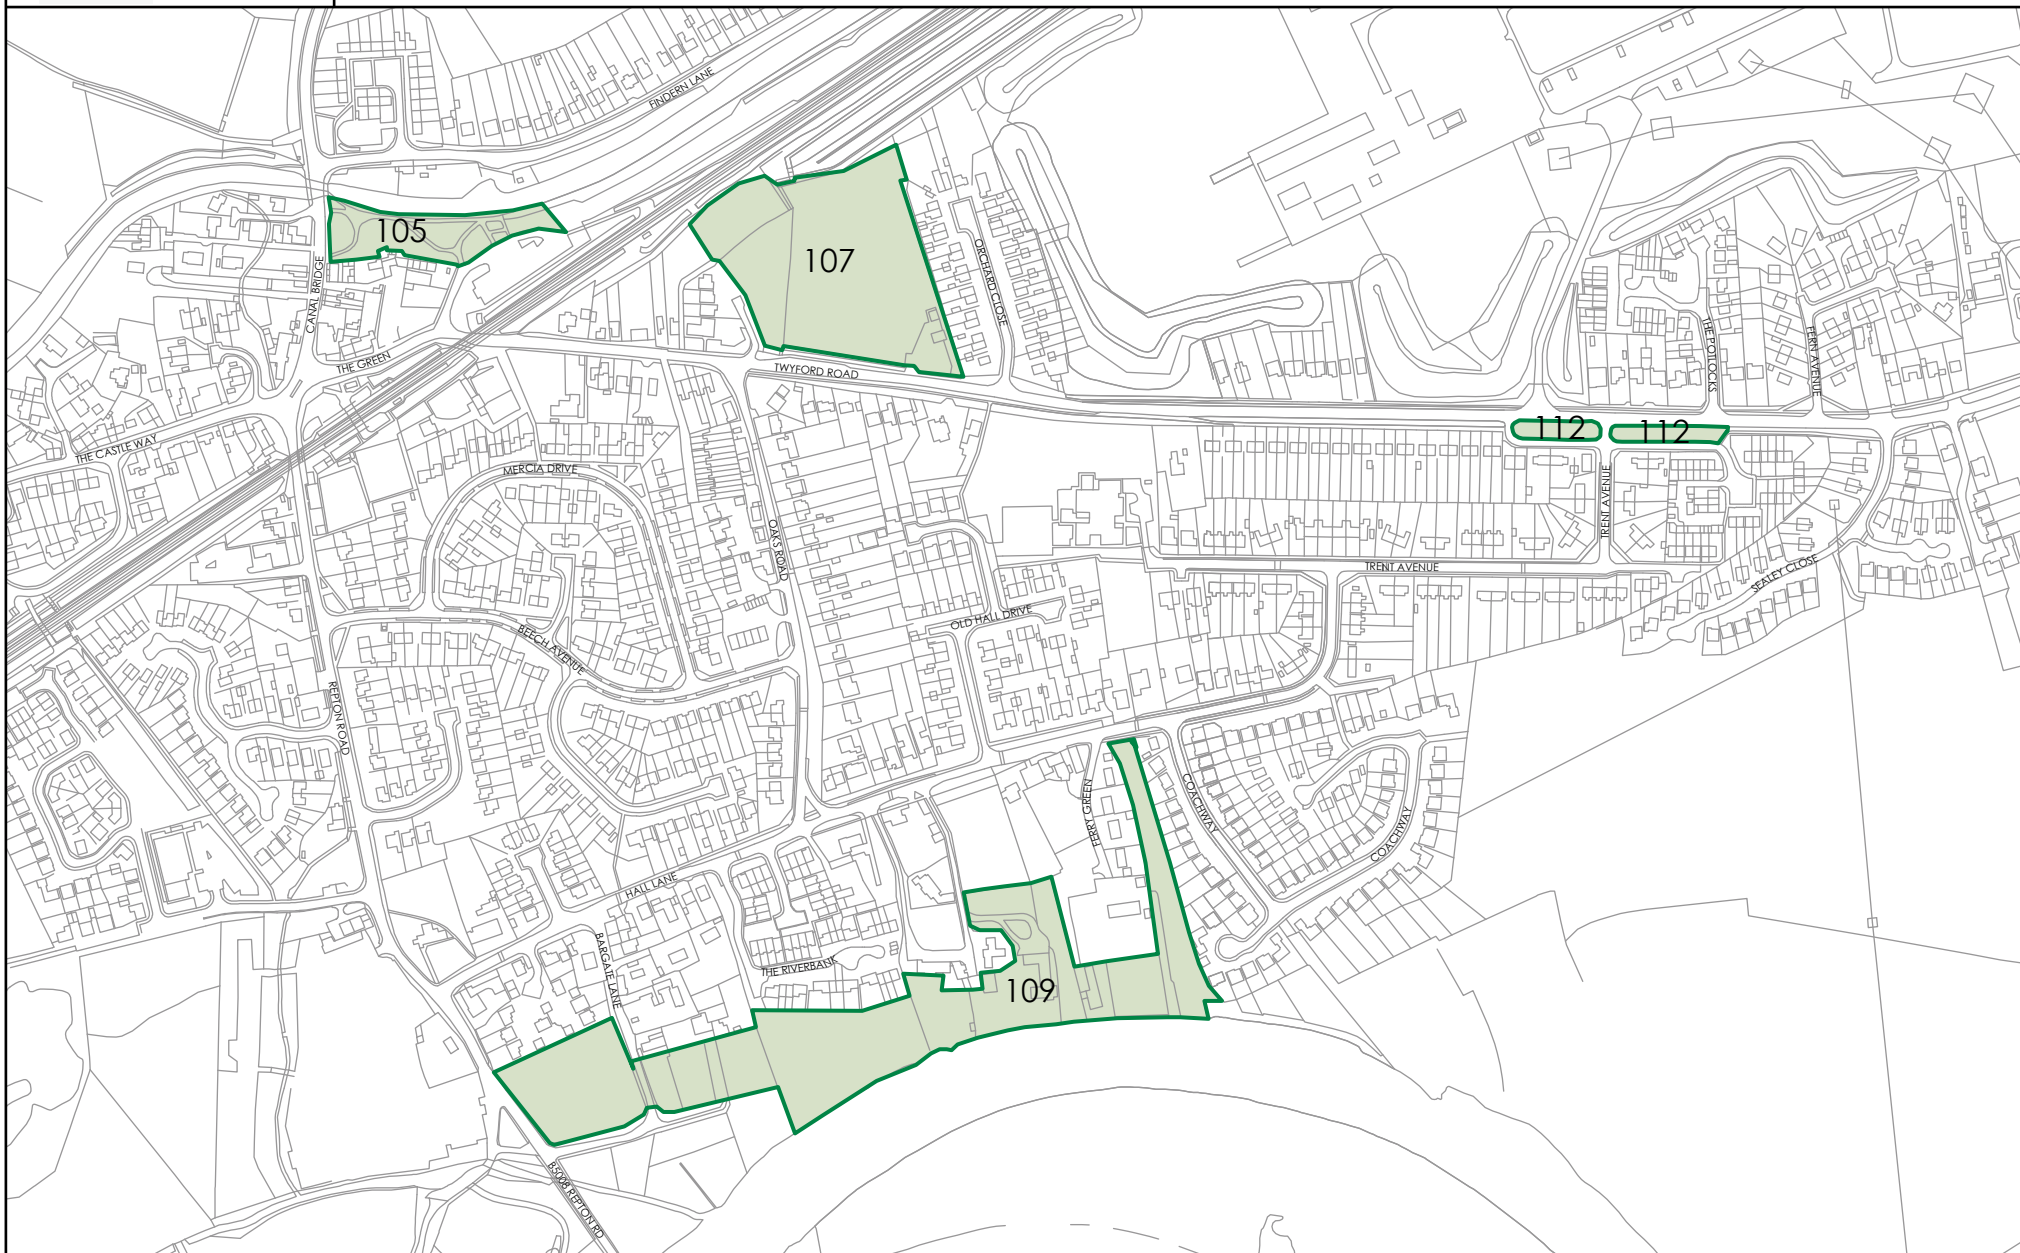 FINDERN LANE
105
107
CANAL BRIDGE
ORCHARD CLOSE
THE GREEN
TWYFORD ROAD
THE POTLOCKS
FERN AVENUE
112
112
THE CASTLE WAY
MERCIA DRIVE
OAKS ROAD
TRENT AVENUE
TRENT AVENUE
SEALEY CLOSE
OLD HALL DRIVE
BEECH AVENUE
REPTON ROAD
FERRY GREEN
COACHWAY
COACHWAY
HALL LANE
BARGATE LANE
THE RIVERBANK
109
B5008 REPTON RD